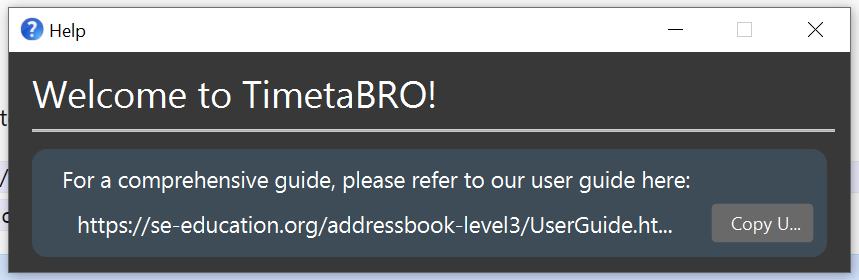 Help
Welcome to TimetaBRO!
For a comprehensive guide, please refer to our user guide here:
https://se-education.org/addressbook-level3/UserGuide.ht...
Copy U...